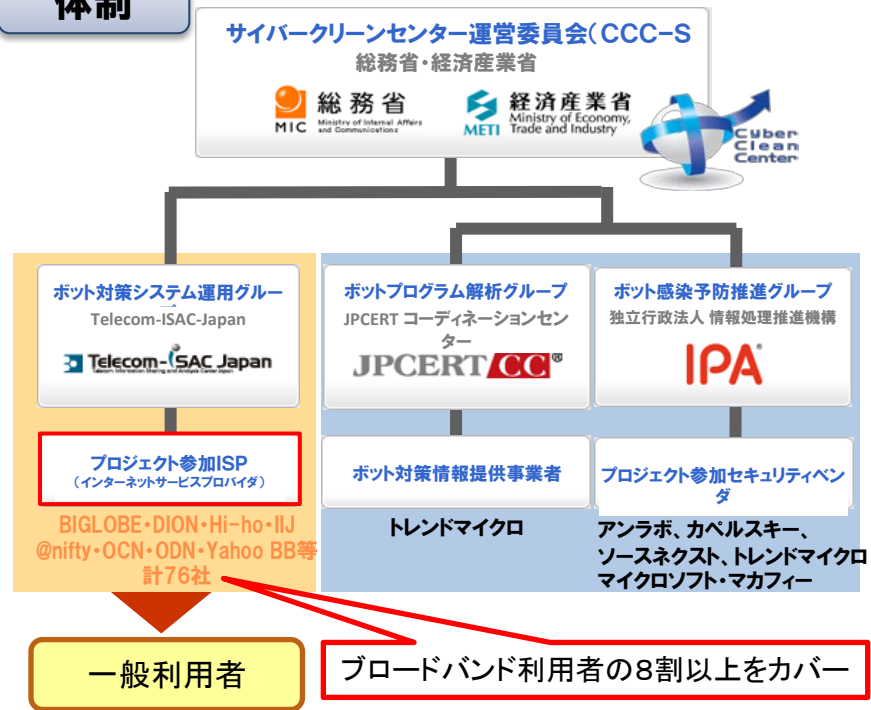 体制
サイバークリーンセンター運営委員会(CCC-S
総務省・経済産業省
総務省
MIC
Ministry of Internal Affairs
and Communications
経済産業省
METI
Ministry of Economy,
Trade and Industry
Cyber
Clean
Center
ボット対策システム運用グルー
Telecom-ISAC-Japan
Telecom-ISAC Japan
Telecom Information Sharing and Analysis Center Japan
プロジェクト参加ISP
(インターネットサービスプロバイダ)
BIGLOBE・DION・Hi-ho・IIJ
@nifty・OCN・ODN・Yahoo BB等
計76社
ボットプログラム解析グループ
JPCERT コーディネーションセン
ター
JPCERT CC®
ボット対策情報提供事業者
トレンドマイクロ
ボット感染予防推進グループ
独立行政法人 情報処理推進機構
IPA
プロジェクト参加セキュリティベン
ダ
アンラボ、カペルスキー、
ソースネクスト、トレンドマイクロ
マイクロソフト・マカフィー
一般利用者
ブロードバンド利用者の8割以上をカバー